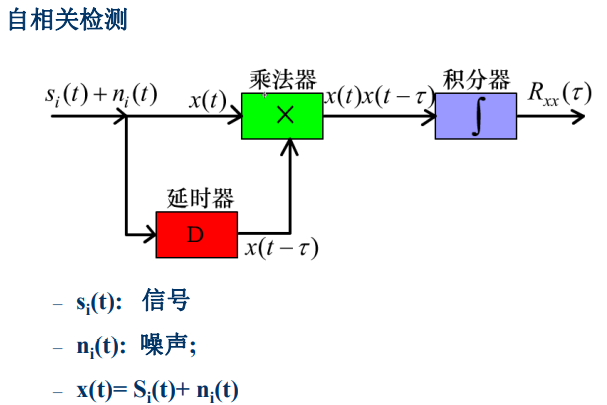 自相关检测
乘法器
积分器
s_i(t)+n_i(t)
x(t)
×
x(t)x(t−τ)
∫
R_xx(τ)
延时器
D
x(t−τ)
– s_i(t): 信号
– n_i(t): 噪声;
– x(t)= S_i(t)+ n_i(t)